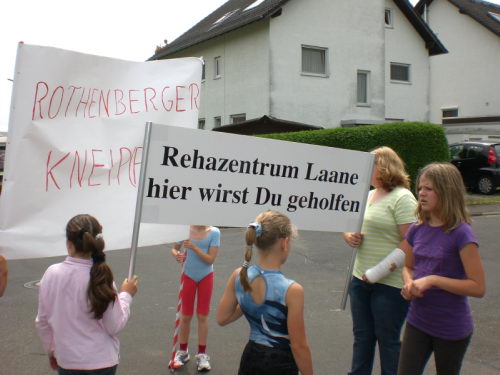 ROTHENBERGER
KNEIPE
Rehazentrum Laane
hier wirst Du geholfen